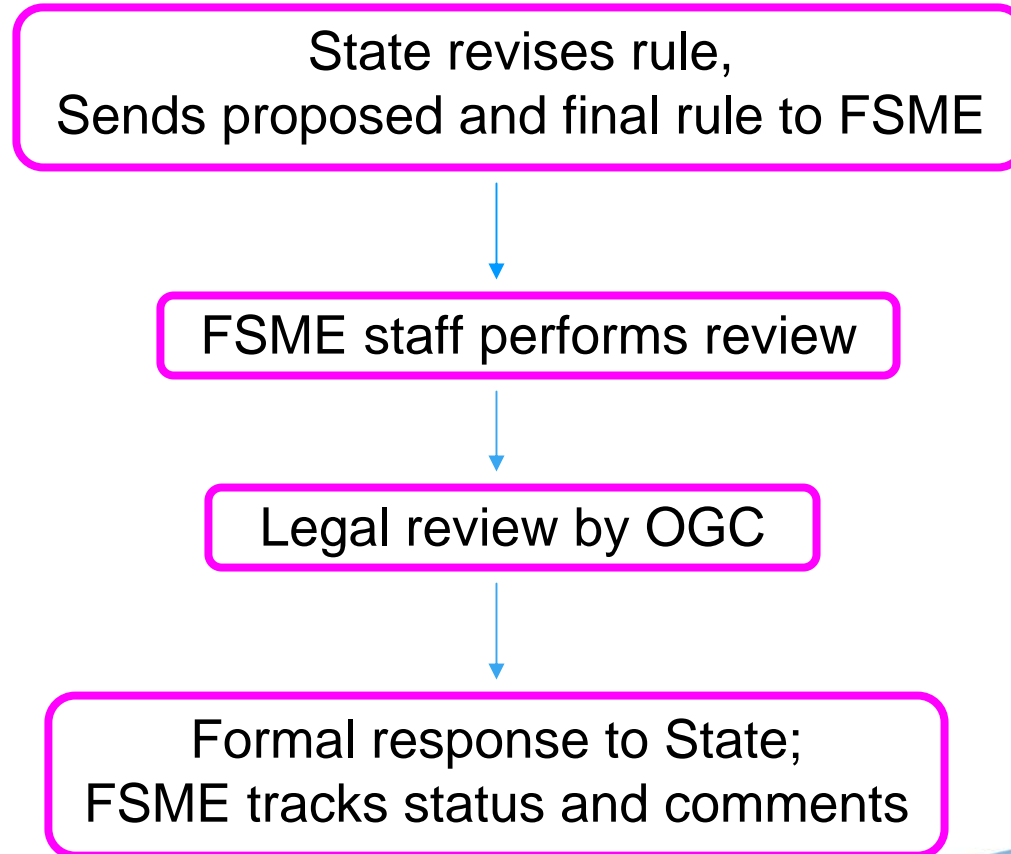 State revises rule,
Sends proposed and final rule to FSME
FSME staff performs review
Legal review by OGC
Formal response to State;
FSME tracks status and comments